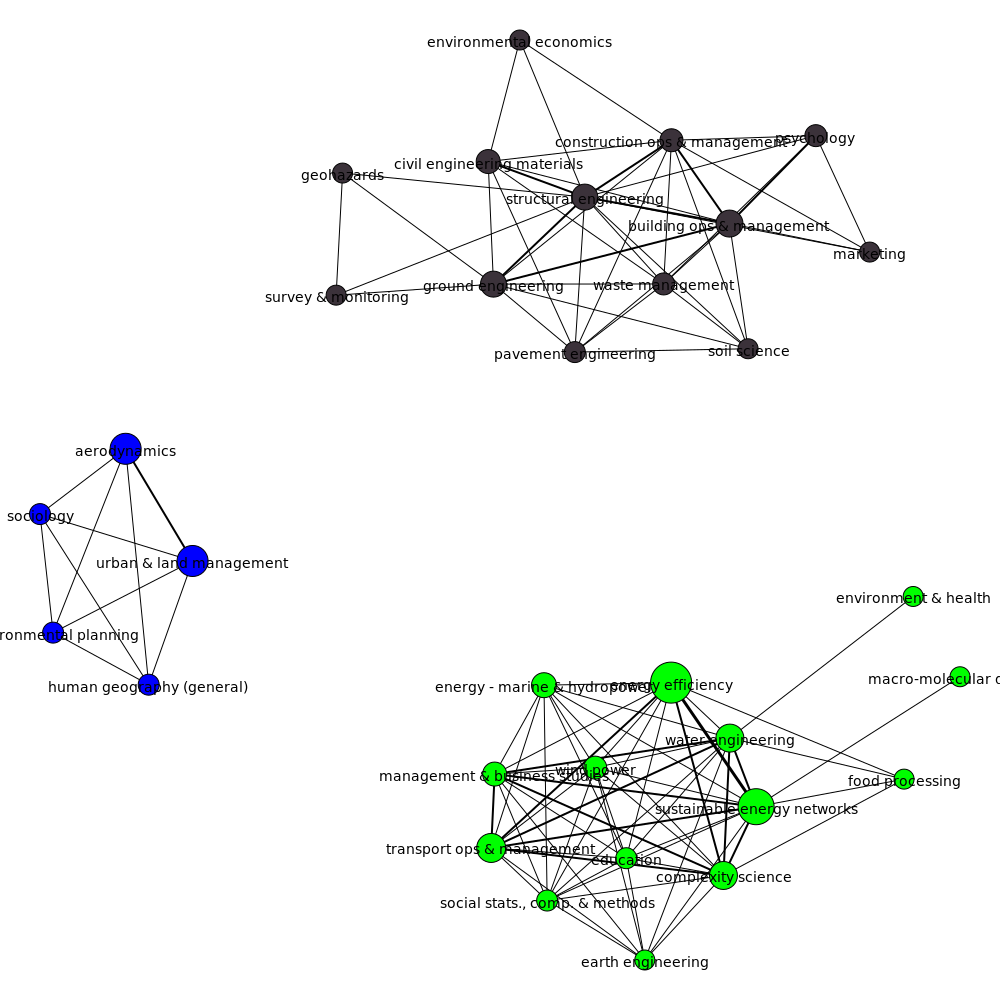 environmental economics
construction ops & management
psychology
civil engineering materials
geohazards
structural engineering
building ops & management
marketing
ground engineering
waste management
survey & monitoring
pavement engineering
soil science
aerodynamics
sociology
urban & land management
ronmental planning
human geography (general)
environment & health
macro-molecular
energy - marine & hydropower
energy efficiency
water engineering
wind power
management & business studies
food processing
sustainable energy networks
transport ops & management
education
complexity science
social stats., comp. & methods
earth engineering